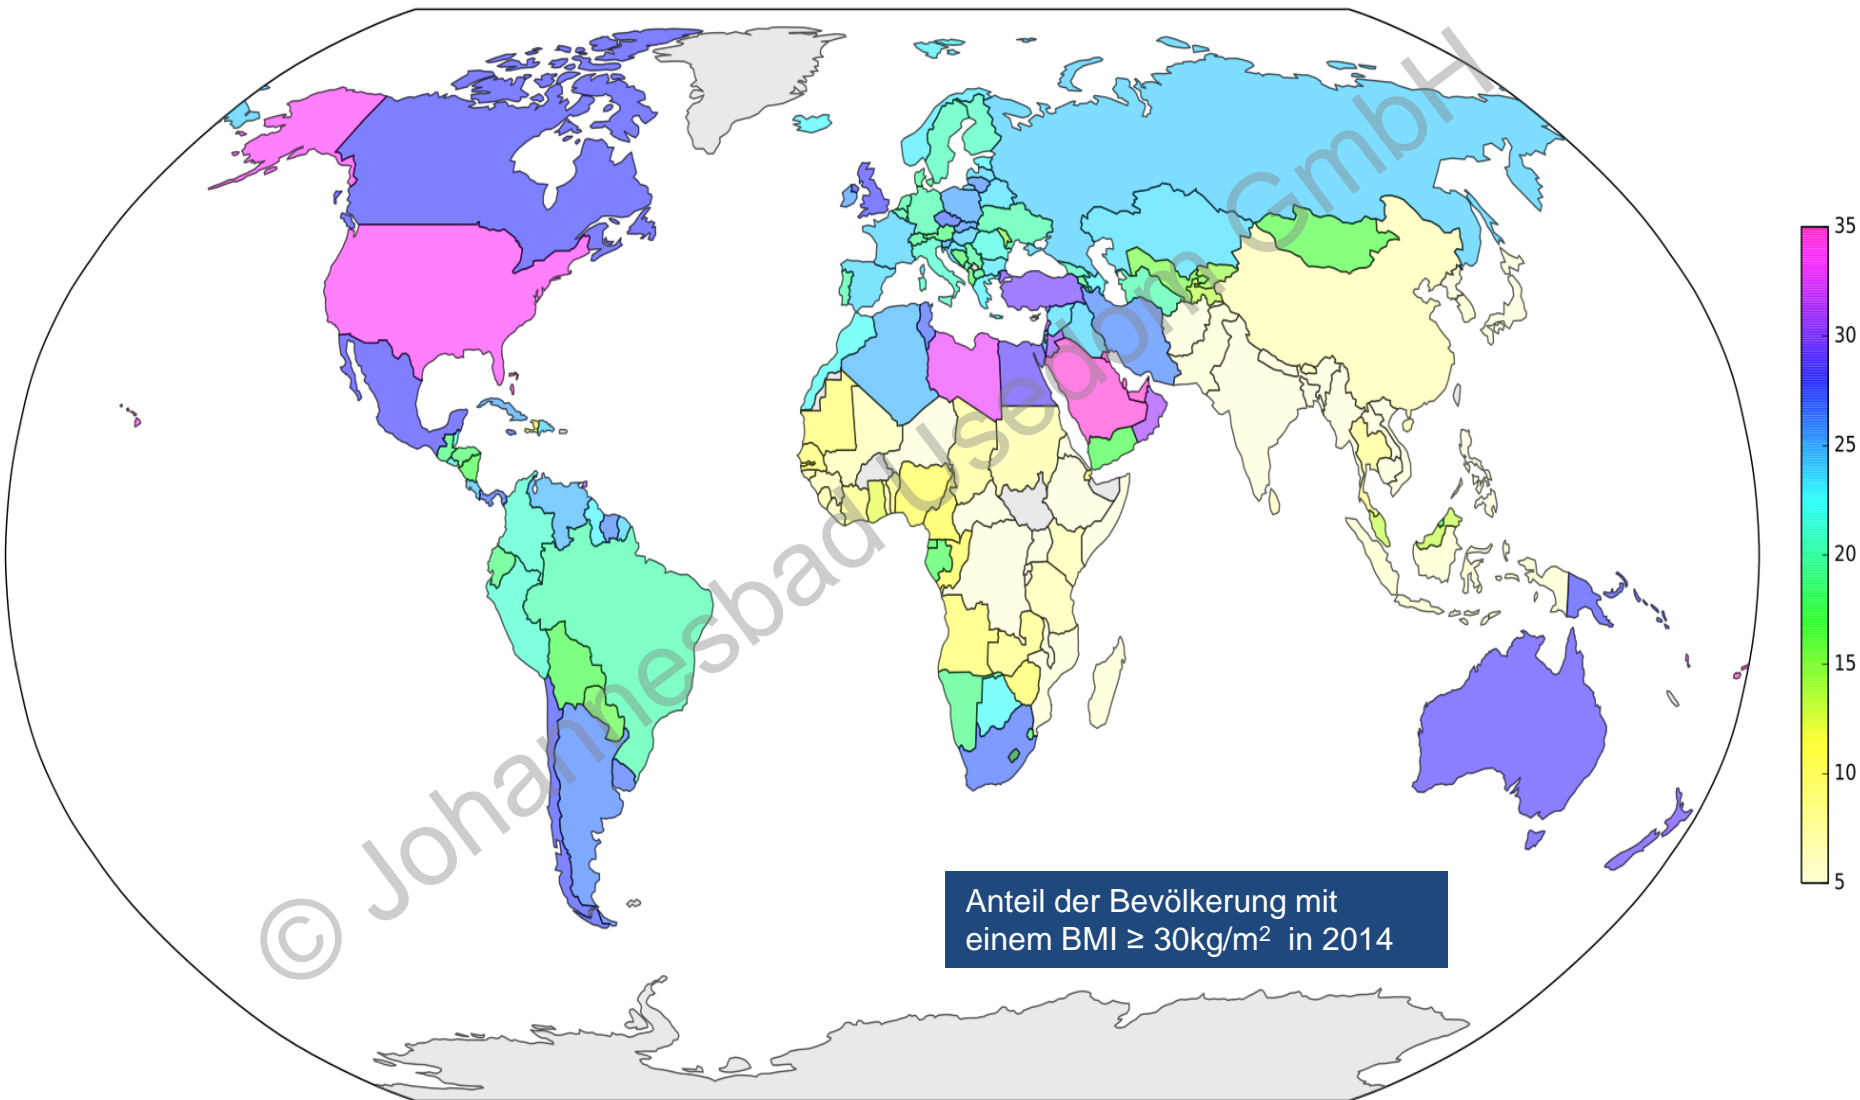 © Johannesbad Usedom GmbH
35
30
25
20
15
10
5
Anteil der Bevölkerung mit
einem BMI ≥ 30kg/m² in 2014